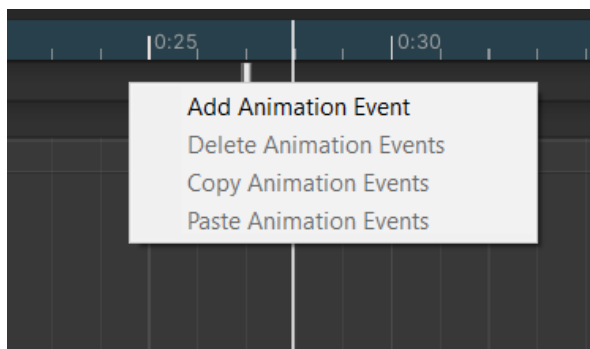 0:25 0:30
Add Animation Event
Delete Animation Events
Copy Animation Events
Paste Animation Events